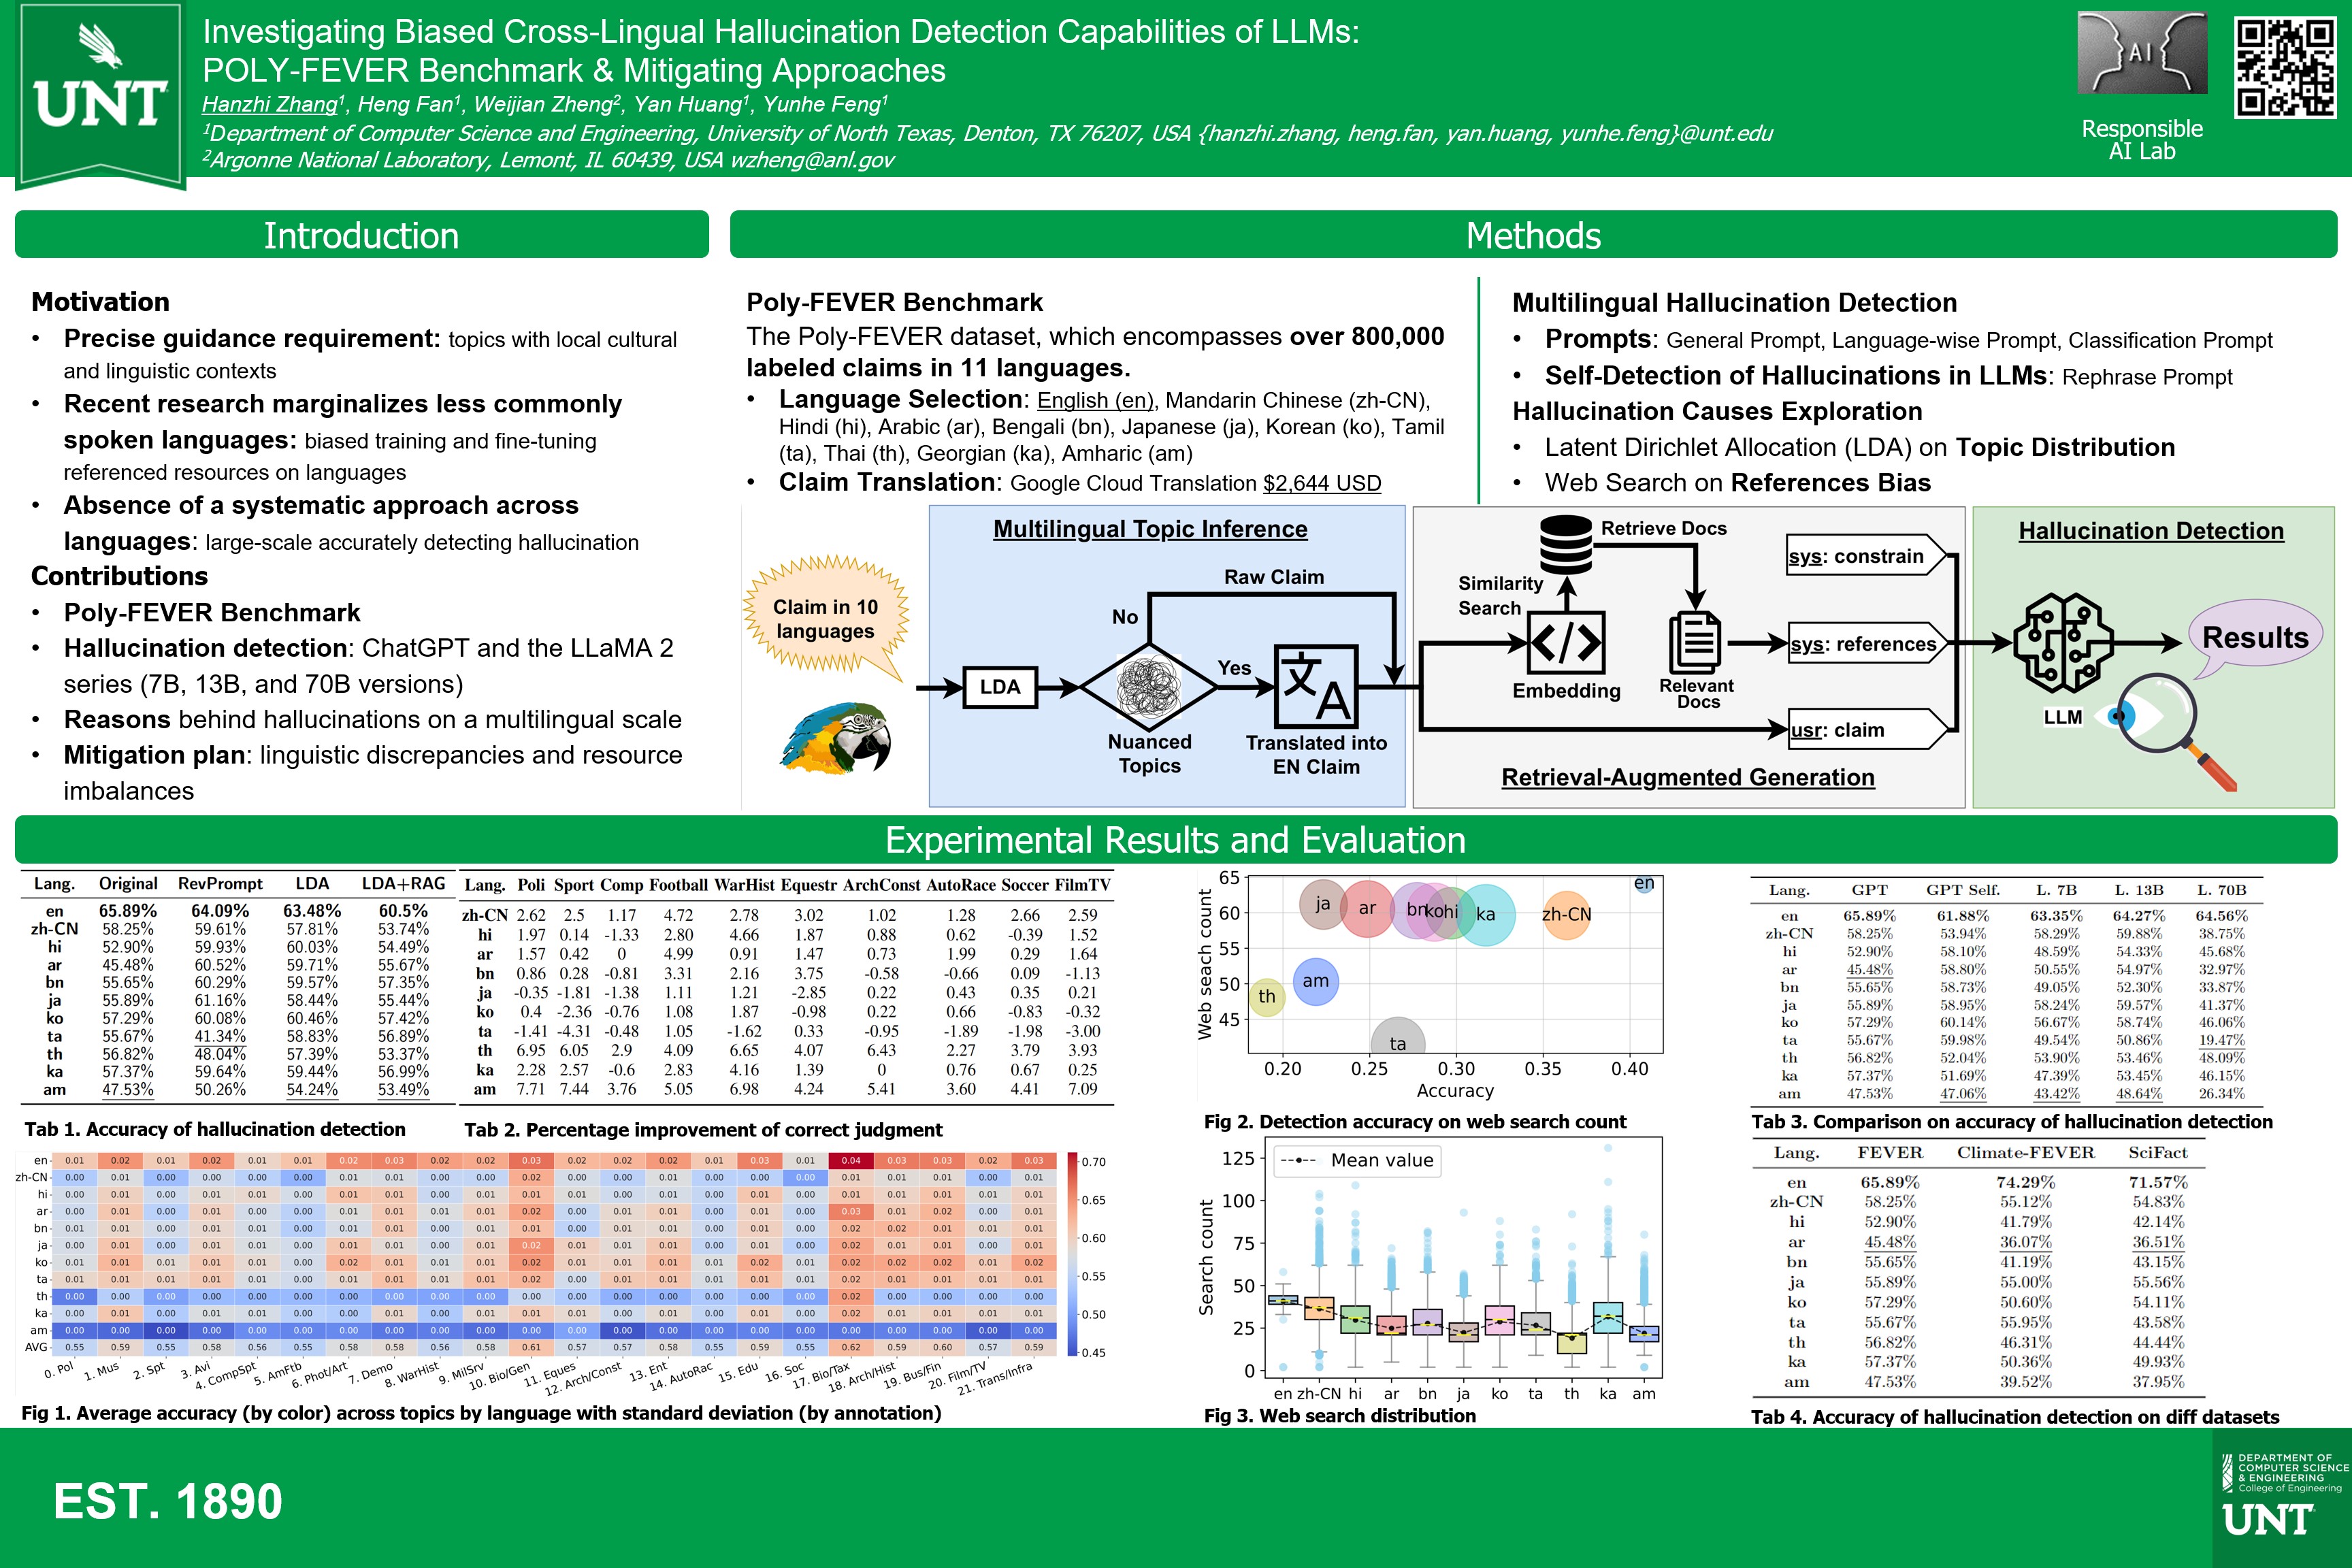 UNT
Investigating Biased Cross-Lingual Hallucination Detection Capabilities of LLMs:
POLY-FEVER Benchmark & Mitigating Approaches
Hanzhi Zhang¹, Heng Fan¹, Weijian Zheng², Yan Huang¹, Yunhe Feng¹
¹Department of Computer Science and Engineering, University of North Texas, Denton, TX 76207, USA {hanzhi.zhang, heng.fan, yan.huang, yunhe.feng}@unt.edu
²Argonne National Laboratory, Lemont, IL 60439, USA wzheng@anl.gov
AI
Responsible
AI Lab
Introduction
Motivation
• Precise guidance requirement: topics with local cultural
and linguistic contexts
• Recent research marginalizes less commonly
spoken languages: biased training and fine-tuning
referenced resources on languages
• Absence of a systematic approach across
languages: large-scale accurately detecting hallucination
Contributions
• Poly-FEVER Benchmark
• Hallucination detection: ChatGPT and the LLaMA 2
series (7B, 13B, and 70B versions)
• Reasons behind hallucinations on a multilingual scale
• Mitigation plan: linguistic discrepancies and resource
imbalances
Methods
Poly-FEVER Benchmark
The Poly-FEVER dataset, which encompasses over 800,000
labeled claims in 11 languages.
• Language Selection: English (en), Mandarin Chinese (zh-CN),
Hindi (hi), Arabic (ar), Bengali (bn), Japanese (ja), Korean (ko), Tamil
(ta), Thai (th), Georgian (ka), Amharic (am)
• Claim Translation: Google Cloud Translation $2,644 USD
Multilingual Hallucination Detection
• Prompts: General Prompt, Language-wise Prompt, Classification Prompt
• Self-Detection of Hallucinations in LLMs: Rephrase Prompt
Hallucination Causes Exploration
• Latent Dirichlet Allocation (LDA) on Topic Distribution
• Web Search on References Bias
Claim in 10
languages
Multilingual Topic Inference
Raw Claim
No
LDA
Yes
文A
Nuanced
Topics
Translated into
EN Claim
Retrieve Docs
Similarity
Search
</>
Embedding
Relevant
Docs
sys: constrain
sys: references
usr: claim
Retrieval-Augmented Generation
Hallucination Detection
Results
LLM
Experimental Results and Evaluation
Lang. Original RevPrompt LDA LDA+RAG
en 65.89% 64.09% 63.48% 60.5%
zh-CN 58.25% 59.61% 57.81% 53.74%
hi 52.90% 59.93% 60.03% 54.49%
ar 45.48% 60.52% 59.71% 55.67%
bn 55.65% 60.29% 59.57% 57.35%
ja 55.89% 61.16% 58.44% 55.44%
ko 57.29% 60.08% 60.46% 57.42%
ta 55.67% 41.34% 58.83% 56.89%
th 56.82% 48.04% 57.39% 53.37%
ka 57.37% 59.64% 59.44% 56.99%
am 47.53% 50.26% 54.24% 53.49%
Tab 1. Accuracy of hallucination detection
Lang. Poli Sport Comp Football WarHist Equestr ArchConst AutoRace Soccer FilmTV
zh-CN 2.62 2.5 1.17 4.72 2.78 3.02 1.02 1.28 2.66 2.59
hi 1.97 0.14 -1.33 2.80 4.66 1.87 0.88 0.62 -0.39 1.52
ar 1.57 0.42 0 4.99 0.91 1.47 0.73 1.99 0.29 1.64
bn 0.86 0.28 -0.81 3.31 2.16 3.75 -0.58 -0.66 0.09 -1.13
ja -0.35 -1.81 -1.38 1.11 1.21 -2.85 0.22 0.43 0.35 0.21
ko 0.4 -2.36 -0.76 1.08 1.87 -0.98 0.22 0.66 -0.83 -0.32
ta -1.41 -4.31 -0.48 1.05 -1.62 0.33 -0.95 -1.89 -1.98 -3.00
th 6.95 6.05 2.9 4.09 6.65 4.07 6.43 2.27 3.79 3.93
ka 2.28 2.57 -0.6 2.83 4.16 1.39 0 0.76 0.67 0.25
am 7.71 7.44 3.76 5.05 6.98 4.24 5.41 3.60 4.41 7.09
Tab 2. Percentage improvement of correct judgment
en 0.01 0.02 0.01 0.02 0.01 0.01 0.02 0.03 0.02 0.02 0.03 0.02 0.02 0.02 0.01 0.03 0.01 0.04 0.03 0.03 0.02 0.03
zh-CN 0.00 0.01 0.00 0.00 0.00 0.00 0.01 0.01 0.00 0.00 0.02 0.00 0.00 0.01 0.00 0.00 0.00 0.01 0.01 0.01 0.00 0.01
hi 0.00 0.01 0.00 0.01 0.01 0.00 0.01 0.01 0.00 0.01 0.01 0.01 0.00 0.01 0.00 0.01 0.00 0.01 0.01 0.01 0.01 0.01
ar 0.00 0.01 0.00 0.01 0.00 0.00 0.01 0.01 0.00 0.01 0.02 0.00 0.01 0.01 0.00 0.01 0.00 0.03 0.01 0.02 0.00 0.01
bn 0.01 0.01 0.00 0.01 0.01 0.00 0.01 0.01 0.01 0.01 0.01 0.00 0.01 0.01 0.00 0.01 0.00 0.02 0.02 0.01 0.01 0.01
ja 0.00 0.01 0.00 0.01 0.01 0.00 0.01 0.01 0.00 0.01 0.02 0.01 0.01 0.01 0.00 0.01 0.00 0.02 0.01 0.01 0.00 0.01
ko 0.01 0.01 0.01 0.01 0.01 0.00 0.02 0.01 0.01 0.01 0.02 0.01 0.01 0.01 0.01 0.02 0.01 0.02 0.02 0.02 0.01 0.02
ta 0.01 0.01 0.01 0.01 0.01 0.00 0.01 0.01 0.01 0.01 0.02 0.00 0.01 0.01 0.01 0.01 0.01 0.02 0.01 0.01 0.01 0.01
th 0.00 0.00 0.00 0.00 0.00 0.00 0.00 0.00 0.00 0.00 0.00 0.00 0.00 0.00 0.00 0.00 0.00 0.02 0.00 0.00 0.00 0.00
ka 0.00 0.01 0.00 0.01 0.00 0.00 0.01 0.01 0.00 0.01 0.01 0.01 0.00 0.01 0.00 0.01 0.00 0.02 0.01 0.01 0.00 0.01
am 0.00 0.00 0.00 0.00 0.00 0.00 0.00 0.00 0.00 0.00 0.00 0.00 0.00 0.00 0.00 0.00 0.00 0.00 0.00 0.00 0.00 0.00
AVG 0.55 0.59 0.55 0.58 0.56 0.55 0.58 0.58 0.56 0.58 0.61 0.57 0.57 0.58 0.55 0.59 0.55 0.62 0.59 0.60 0.57 0.59
0. Pol 1. Mus 2. Spt 3. Avi 4. CompSpt 5. AmFtb 6. Phot/Art 7. Demo 8. WarHist 9. MilSrv 10. Bio/Gen 11. Eques 12. Arch/Const 13. Ent 14. AutoRac 15. Edu 16. Soc 17. Bio/Tax 18. Arch/Hist 19. Bus/Fin 20. Film/TV 21. Trans/Infra
0.70
0.65
0.60
0.55
0.50
0.45
Fig 1. Average accuracy (by color) across topics by language with standard deviation (by annotation)
Web seach count
65
60
55
50
45
en
ja ar bn ko hi ka zh-CN
am
th
ta
0.20 0.25 0.30 0.35 0.40
Accuracy
Fig 2. Detection accuracy on web search count
Search count
125
100
75
50
25
0
Mean value
en zh-CN hi ar bn ja ko ta th ka am
Fig 3. Web search distribution
Lang. GPT GPT Self. L. 7B L. 13B L. 70B
en 65.89% 61.88% 63.35% 64.27% 64.56%
zh-CN 58.25% 53.94% 58.29% 59.88% 38.75%
hi 52.90% 58.10% 48.59% 54.33% 45.68%
ar 45.48% 58.80% 50.55% 54.97% 32.97%
bn 55.65% 58.73% 49.05% 52.30% 33.87%
ja 55.89% 58.95% 58.24% 59.57% 41.37%
ko 57.29% 60.14% 56.67% 58.74% 46.06%
ta 55.67% 59.98% 49.54% 50.86% 19.47%
th 56.82% 52.04% 53.90% 53.46% 48.09%
ka 57.37% 51.69% 47.39% 53.45% 46.15%
am 47.53% 47.06% 43.42% 48.64% 26.34%
Tab 3. Comparison on accuracy of hallucination detection
Lang. FEVER Climate-FEVER SciFact
en 65.89% 74.29% 71.57%
zh-CN 58.25% 55.12% 54.83%
hi 52.90% 41.79% 42.14%
ar 45.48% 36.07% 36.51%
bn 55.65% 41.19% 43.15%
ja 55.89% 55.00% 55.56%
ko 57.29% 50.60% 54.11%
ta 55.67% 55.95% 43.58%
th 56.82% 46.31% 44.44%
ka 57.37% 50.36% 49.93%
am 47.53% 39.52% 37.95%
Tab 4. Accuracy of hallucination detection on diff datasets
EST. 1890
DEPARTMENT OF
COMPUTER SCIENCE
& ENGINEERING
College of Engineering
UNT